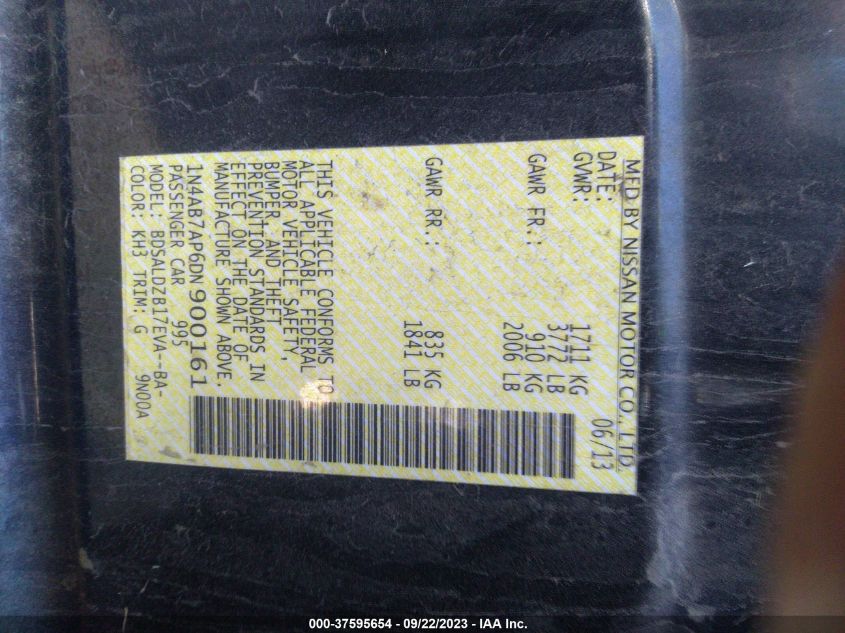 MFD BY NISSAN MOTOR CO., LTD.
DATE: 06/13
GVWR: 1711 KG
3772 LB
GAWR FR.: 910 KG
2006 LB
GAWR RR.: 835 KG
1841 LB
THIS VEHICLE CONFORMS TO
ALL APPLICABLE FEDERAL
MOTOR VEHICLE SAFETY,
BUMPER, AND THEFT
PREVENTION STANDARDS IN
EFFECT ON THE DATE OF
MANUFACTURE SHOWN ABOVE.
1N4AB7AP6DN900161
PASSENGER CAR 995
MODEL: BDSALDZB17EVA--BA-
COLOR: KH3 TRIM: G 9N00A
000-37595654 - 09/22/2023 - IAA Inc.